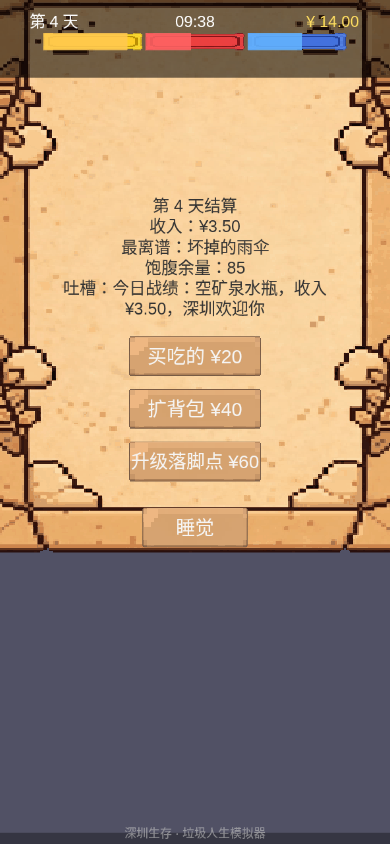 第 4 天 09:38 ¥ 14.00
第 4 天结算
收入：¥3.50
最离谱：坏掉的雨伞
饱腹余量：85
吐槽：今日战绩：空矿泉水瓶，收入
¥3.50，深圳欢迎你
买吃的 ¥20
扩背包 ¥40
升级落脚点 ¥60
睡觉
深圳生存 · 垃圾人生模拟器